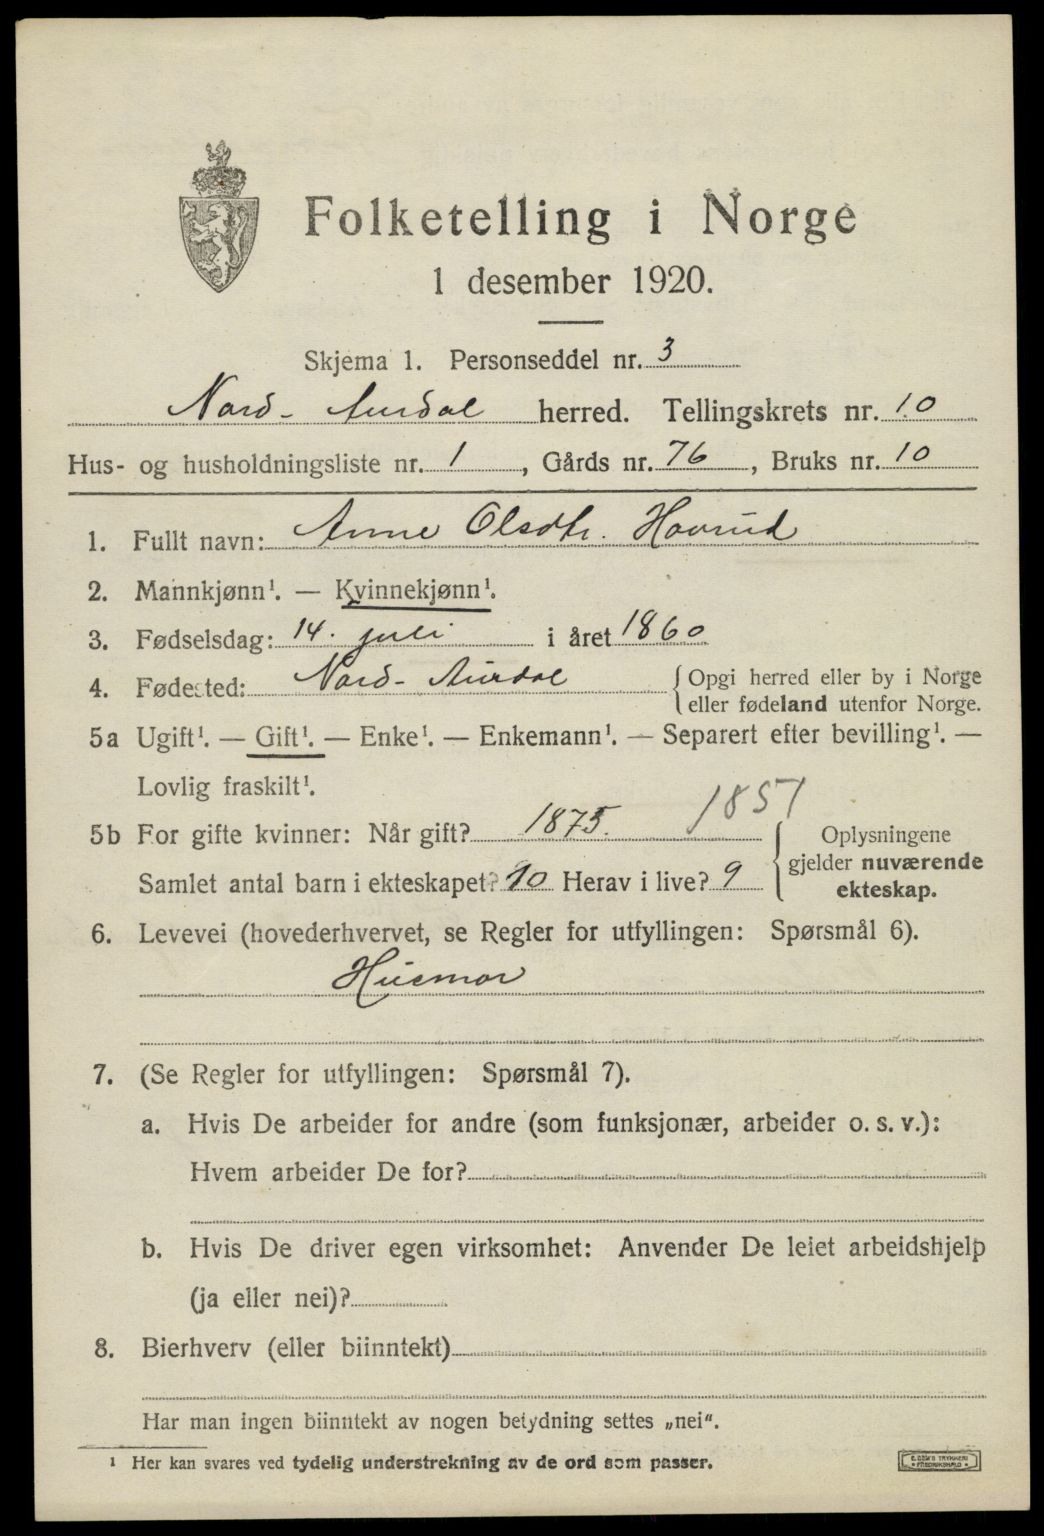 Folketelling i Norge
1 desember 1920.
Skjema 1. Personseddel nr. 3
Nord-Aurdal herred. Tellingskrets nr. 10
Hus- og husholdningsliste nr. 1, Gårds nr. 76, Bruks nr. 10
1. Fullt navn: Anne Olsdtr. Hovrud
2. Mannkjønn¹. — Kvinnekjønn¹.
3. Fødselsdag: 14. juli i året 1860
4. Fødested: Nord-Aurdal {Opgi herred eller by i Norge
eller fødeland utenfor Norge.
5a Ugift¹. — Gift¹. — Enke¹. — Enkemann¹. — Separert efter bevilling¹. —
Lovlig fraskilt¹.
1851
5b For gifte kvinner: Når gift? 1875.
Samlet antal barn i ekteskapet? 10 Herav i live? 9
{Oplysningene
gjelder nuværende
ekteskap.
6. Levevei (hovederhvervet, se Regler for utfyllingen: Spørsmål 6).
Husmor
7. (Se Regler for utfyllingen: Spørsmål 7).
a. Hvis De arbeider for andre (som funksjonær, arbeider o. s. v.):
Hvem arbeider De for?
b. Hvis De driver egen virksomhet: Anvender De leiet arbeidshjelp
(ja eller nei)?
8. Bierhverv (eller biinntekt)
Har man ingen biinntekt av nogen betydning settes „nei“.
¹ Her kan svares ved tydelig understrekning av de ord som passer.
TRYKKERI
FREDRIKSHALD